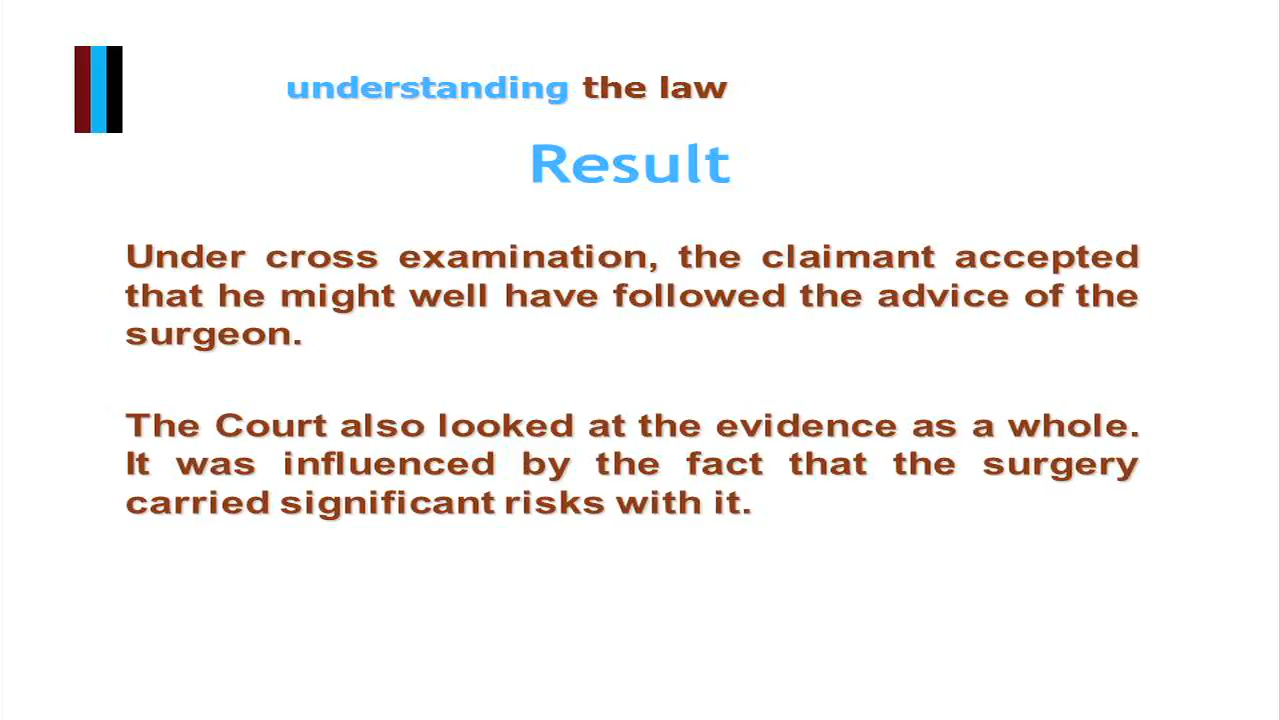 understanding the law
Result
Under cross examination, the claimant accepted
that he might well have followed the advice of the
surgeon.
The Court also looked at the evidence as a whole.
It was influenced by the fact that the surgery
carried significant risks with it.